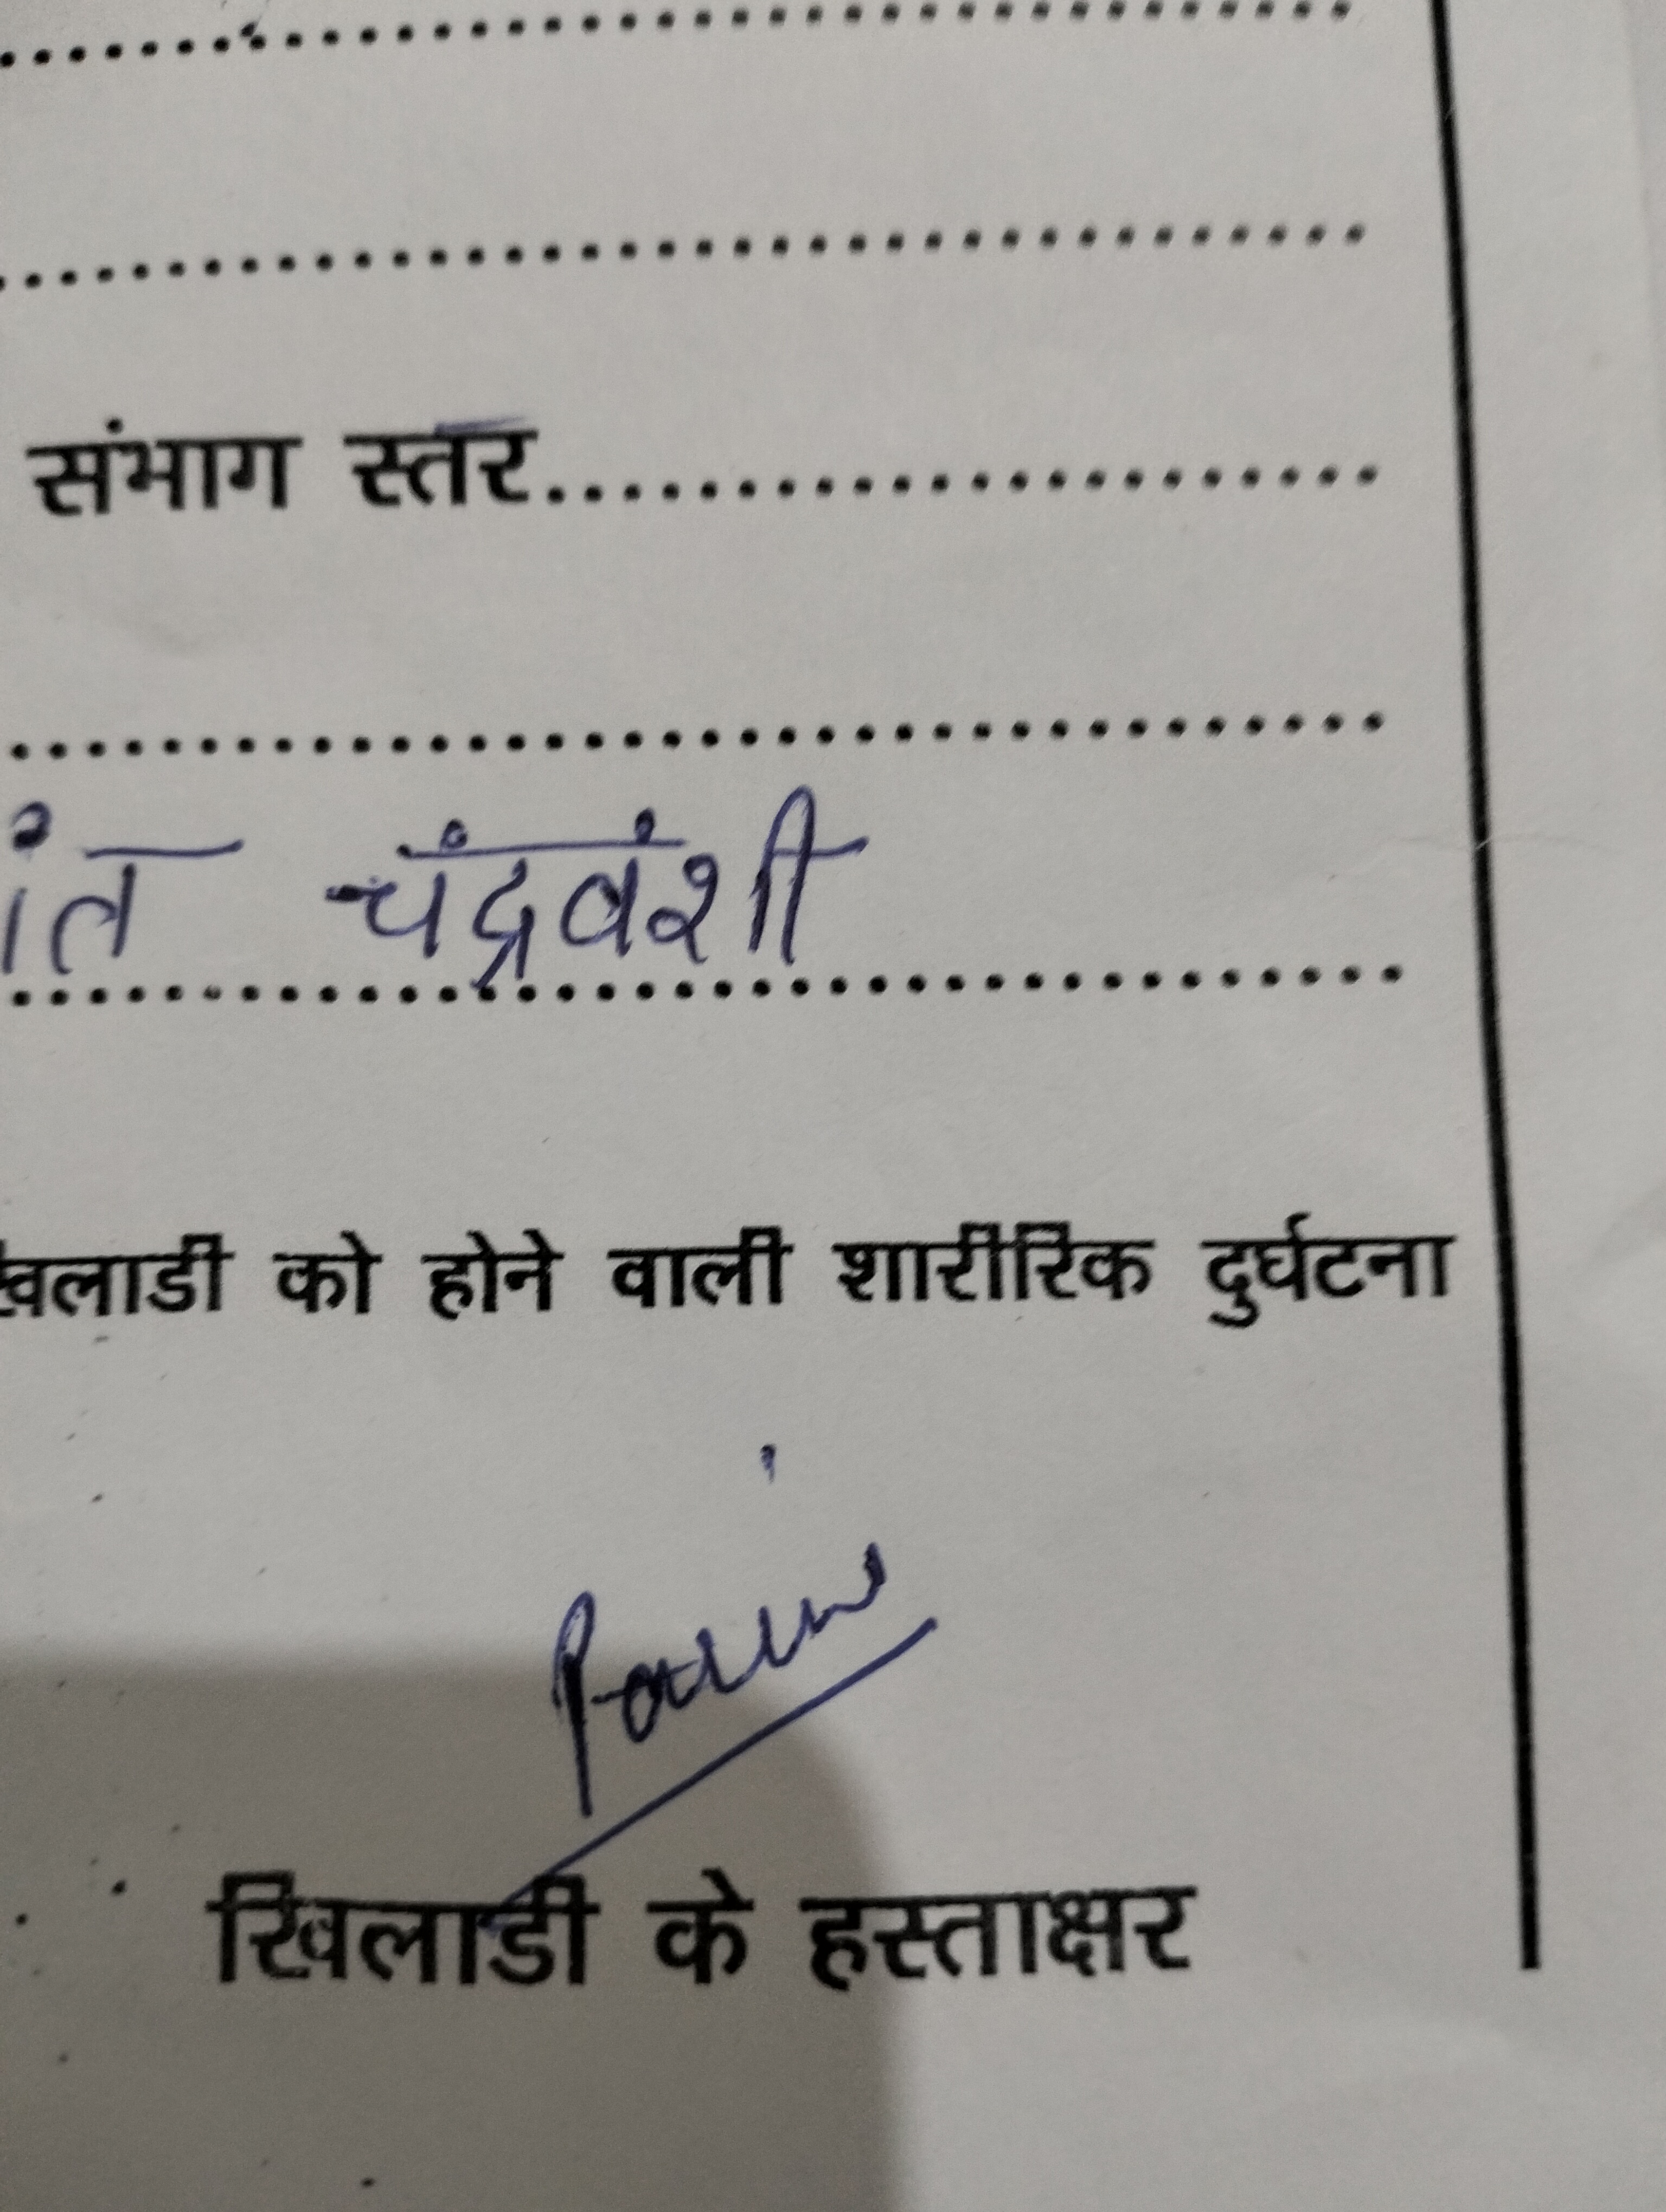 संभाग स्तर........................
ांत चंद्रवंशी
खिलाडी को होने वाली शारीरिक दुर्घटना
खिलाडी के हस्ताक्षर